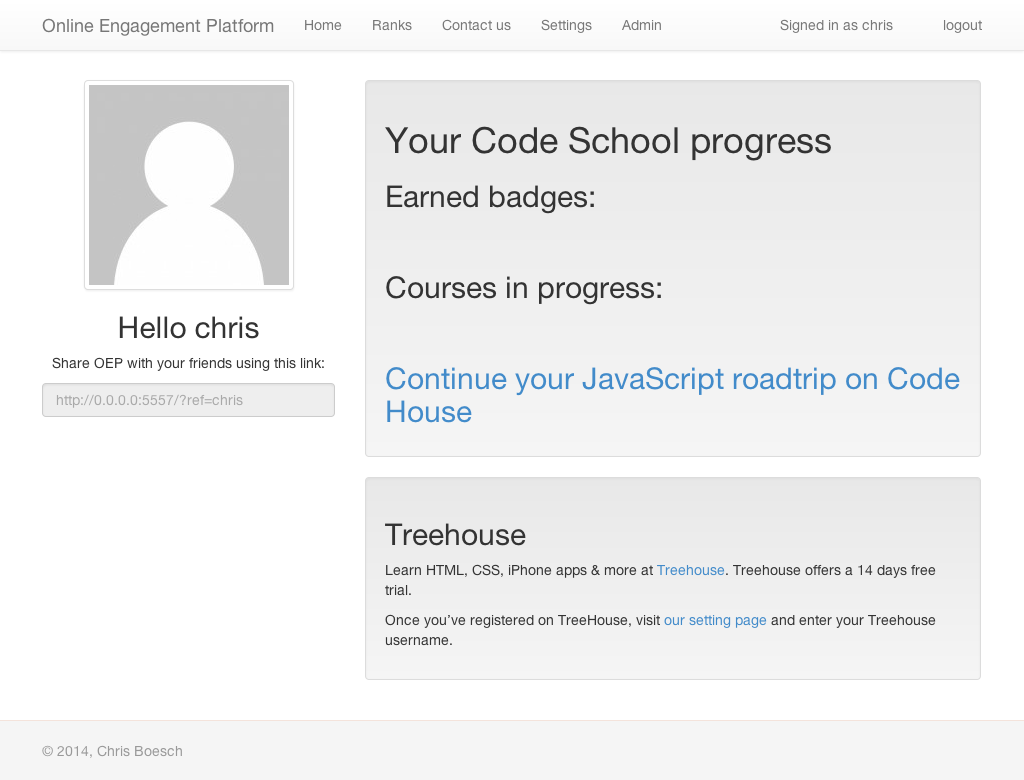 Online Engagement Platform Home Ranks Contact us Settings Admin Signed in as chris logout
Hello chris
Share OEP with your friends using this link:
http://0.0.0.0:5557/?ref=chris
Your Code School progress
Earned badges:
Courses in progress:
Continue your JavaScript roadtrip on Code
House
Treehouse
Learn HTML, CSS, iPhone apps & more at Treehouse. Treehouse offers a 14 days free
trial.
Once you’ve registered on TreeHouse, visit our setting page and enter your Treehouse
username.
© 2014, Chris Boesch